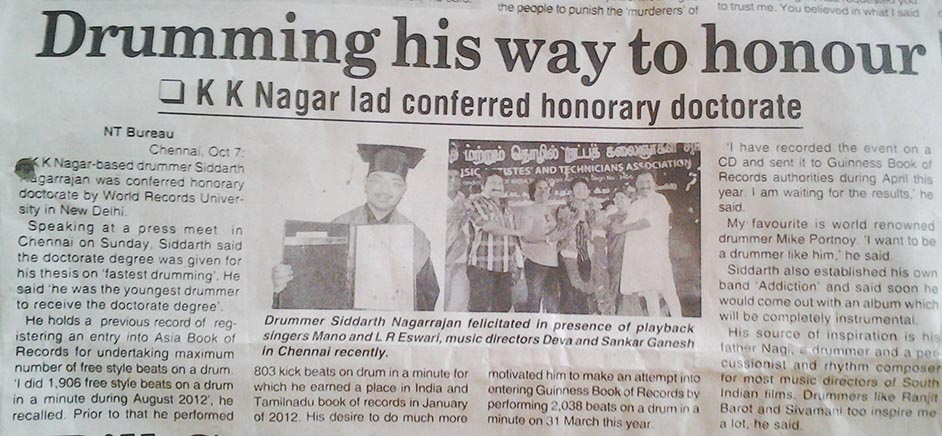 the people to punish the 'murderers' of
to trust me. You believed in what I said
Drumming his way to honour
❑ K K Nagar lad conferred honorary doctorate
NT Bureau
Chennai, Oct 7:
K K Nagar-based drummer Siddarth
Nagarrajan was conferred honorary
doctorate by World Records Univer-
sity in New Delhi.
Speaking at a press meet in
Chennai on Sunday, Siddarth said
the doctorate degree was given for
his thesis on 'fastest drumming'. He
said 'he was the youngest drummer
to receive the doctorate degree'.
He holds a previous record of reg-
istering an entry into Asia Book of
Records for undertaking maximum
number of free style beats on a drum.
'I did 1,906 free style beats on a drum
in a minute during August 2012', he
recalled. Prior to that he performed
மற்றும் தொழில் நுட்பக் கலைஞர்கள்
ISTES' AND TECHNICIANS ASSOCIATION
Drummer Siddarth Nagarrajan felicitated in presence of playback
singers Mano and L R Eswari, music directors Deva and Sankar Ganesh
in Chennai recently.
803 kick beats on drum in a minute for
which he earned a place in India and
Tamilnadu book of records in January
of 2012. His desire to do much more
motivated him to make an attempt into
entering Guinness Book of Records by
performing 2,038 beats on a drum in a
minute on 31 March this year.
'I have recorded the event on a
CD and sent it to Guinness Book of
Records authorities during April this
year. I am waiting for the results,' he
said.
My favourite is world renowned
drummer Mike Portnoy. 'I want to be
a drummer like him,' he said.
Siddarth also established his own
band 'Addiction' and said soon he
would come out with an album which
will be completely instrumental.
His source of inspiration is his
father Nagi, a drummer and a per-
cussionist and rhythm composer
for most music directors of South
Indian films. Drummers like Ranjit
Barot and Sivamani too inspire me
a lot, he said.